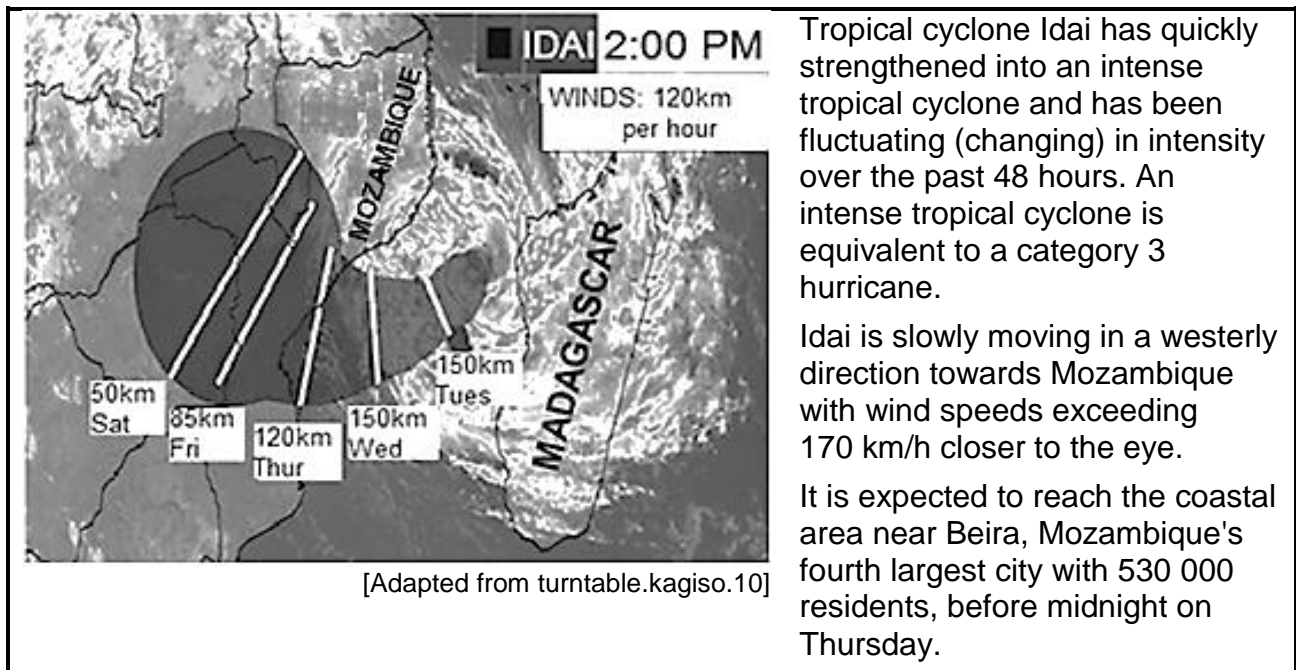 IDAI 2:00 PM
WINDS: 120km
per hour
MOZAMBIQUE
MADAGASCAR
50km
Sat
85km
Fri
120km
Thur
150km
Wed
150km
Tues
[Adapted from turntable.kagiso.10]
Tropical cyclone Idai has quickly
strengthened into an intense
tropical cyclone and has been
fluctuating (changing) in intensity
over the past 48 hours. An
intense tropical cyclone is
equivalent to a category 3
hurricane.
Idai is slowly moving in a westerly
direction towards Mozambique
with wind speeds exceeding
170 km/h closer to the eye.
It is expected to reach the coastal
area near Beira, Mozambique's
fourth largest city with 530 000
residents, before midnight on
Thursday.